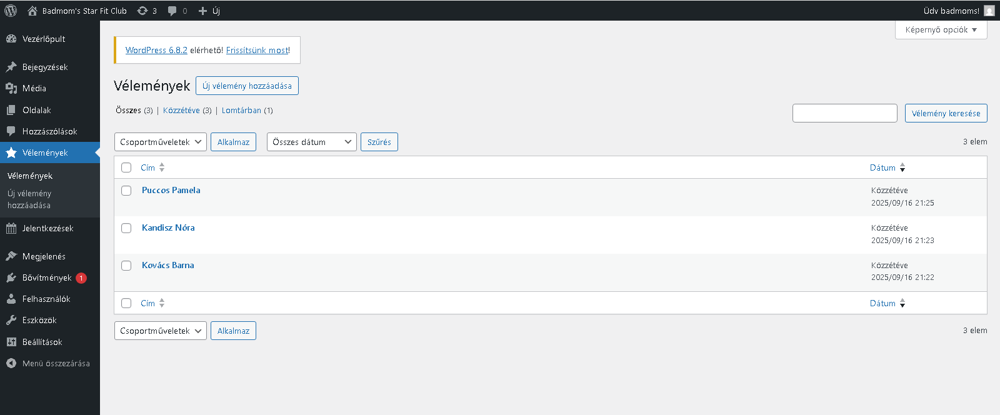 Badmom's Star Fit Club 3 0 Új Üdv badmoms!
Képernyő opciók ▼
Vezérlőpult
Bejegyzések
Média
Oldalak
Hozzászólások
Vélemények
Vélemények
Új vélemény
hozzáadása
Jelentkezések
Megjelenés
Bővítmények 1
Felhasználók
Eszközök
Beállítások
Menü összezárása
WordPress 6.8.2 elérhető! Frissítsünk most!
Vélemények Új vélemény hozzáadása
Összes (3) | Közzétéve (3) | Lomtárban (1)
Vélemény keresése
Csoportműveletek Alkalmaz Összes dátum Szűrés 3 elem
Cím Dátum
Puccos Pamela Közzétéve
2025/09/16 21:25
Kandisz Nóra Közzétéve
2025/09/16 21:23
Kovács Barna Közzétéve
2025/09/16 21:22
Cím Dátum
Csoportműveletek Alkalmaz 3 elem